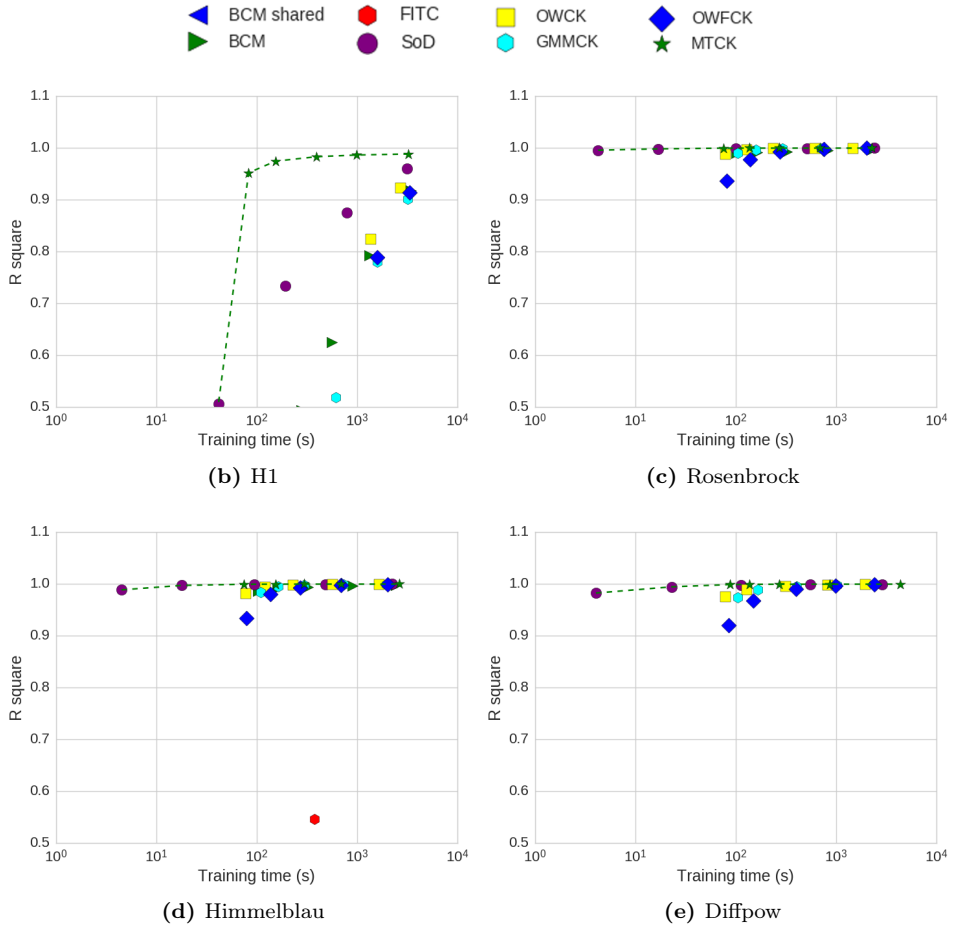 BCM shared FITC OWCK OWFCK
BCM SoD GMMCK MTCK
1.1
1.0
0.9
0.8
0.7
0.6
0.5
R square
10^0 10^1 10^2 10^3 10^4
Training time (s)
(b) H1
1.1
1.0
0.9
0.8
0.7
0.6
0.5
R square
10^0 10^1 10^2 10^3 10^4
Training time (s)
(c) Rosenbrock
1.1
1.0
0.9
0.8
0.7
0.6
0.5
R square
10^0 10^1 10^2 10^3 10^4
Training time (s)
(d) Himmelblau
1.1
1.0
0.9
0.8
0.7
0.6
0.5
R square
10^0 10^1 10^2 10^3 10^4
Training time (s)
(e) Diffpow